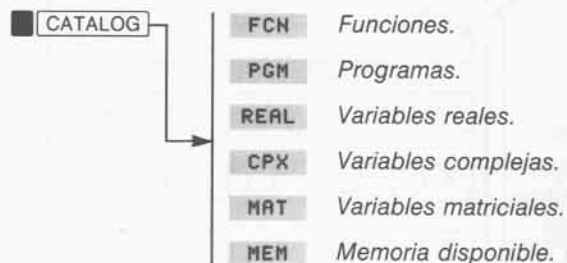 CATALOG
FCN Funciones.
PGM Programas.
REAL Variables reales.
CPX Variables complejas.
MAT Variables matriciales.
MEM Memoria disponible.